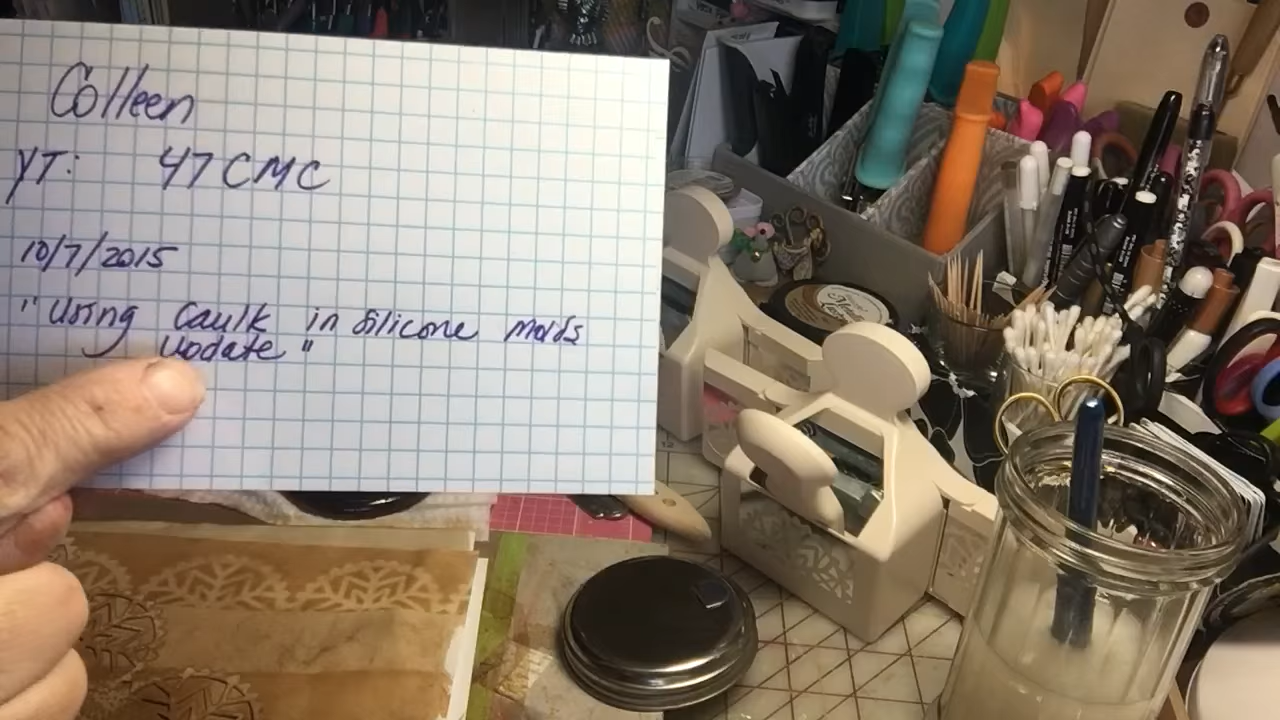 Colleen
YT: 47CMC
10/7/2015
"Using Caulk in Silicone Molds
Update"